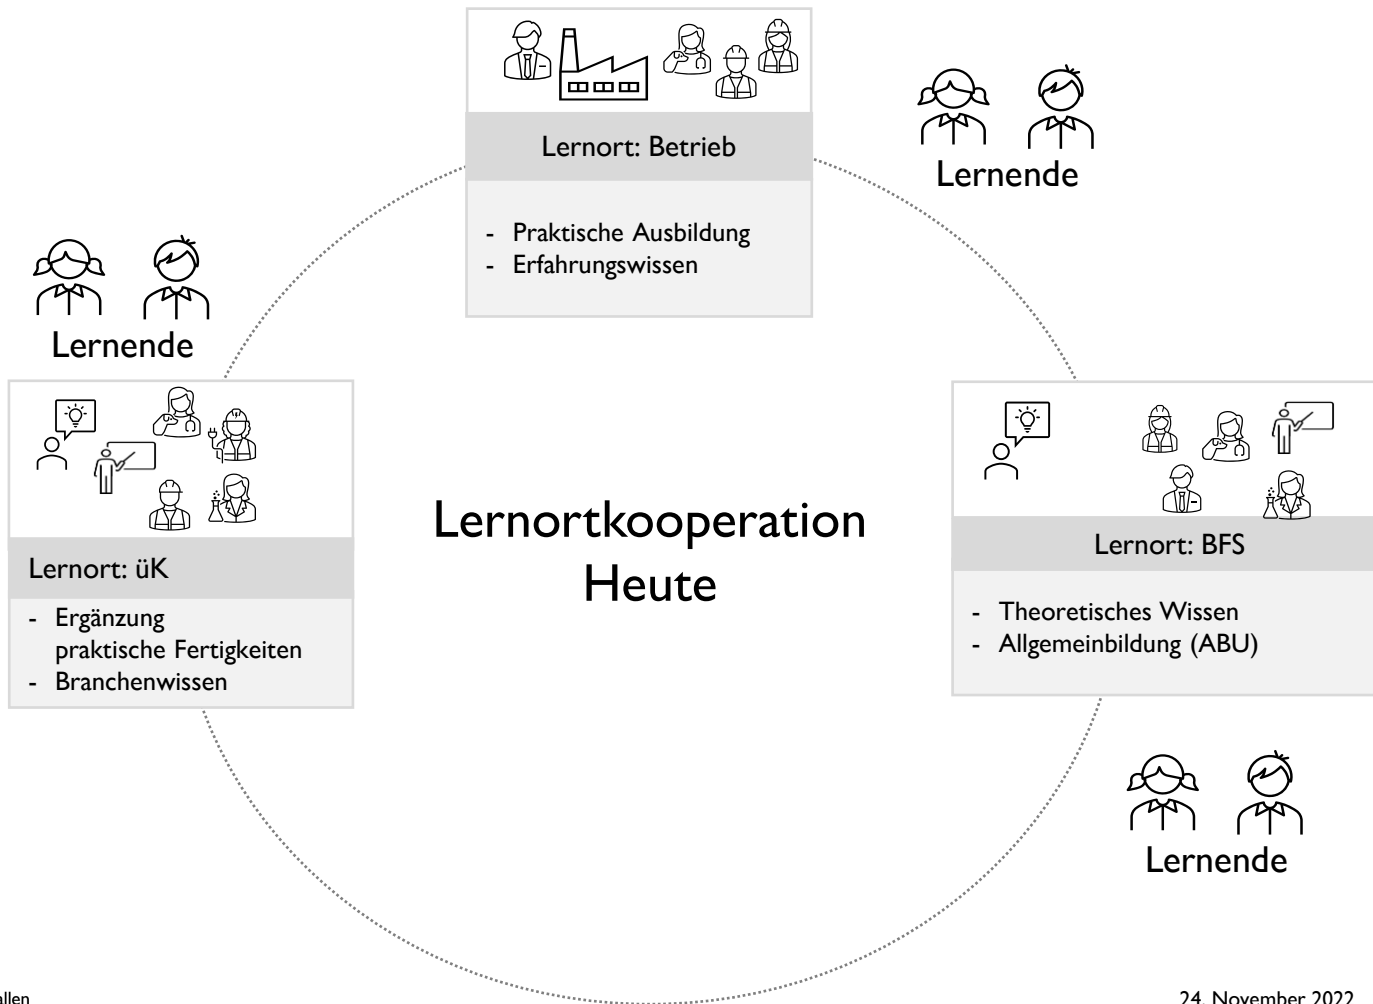 Lernort: Betrieb
- Praktische Ausbildung
- Erfahrungswissen
Lernende
Lernende
Lernort: üK
- Ergänzung
praktische Fertigkeiten
- Branchenwissen
Lernortkooperation
Heute
Lernort: BFS
- Theoretisches Wissen
- Allgemeinbildung (ABU)
Lernende
allen
24. November 2022